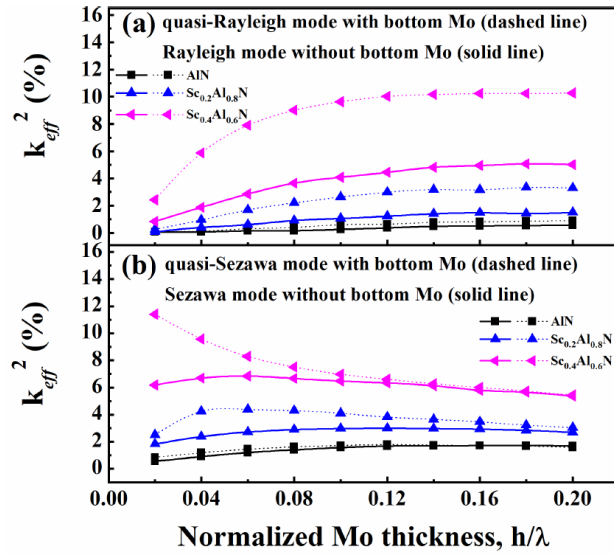 16
14
12
10
8
6
4
2
0
k_eff^2 (%)
(a) quasi-Rayleigh mode with bottom Mo (dashed line)
Rayleigh mode without bottom Mo (solid line)
AlN
Sc0.2Al0.8N
Sc0.4Al0.6N
16
14
12
10
8
6
4
2
0
k_eff^2 (%)
(b) quasi-Sezawa mode with bottom Mo (dashed line)
Sezawa mode without bottom Mo (solid line)
AlN
Sc0.2Al0.8N
Sc0.4Al0.6N
0.00 0.04 0.08 0.12 0.16 0.20
Normalized Mo thickness, h/λ